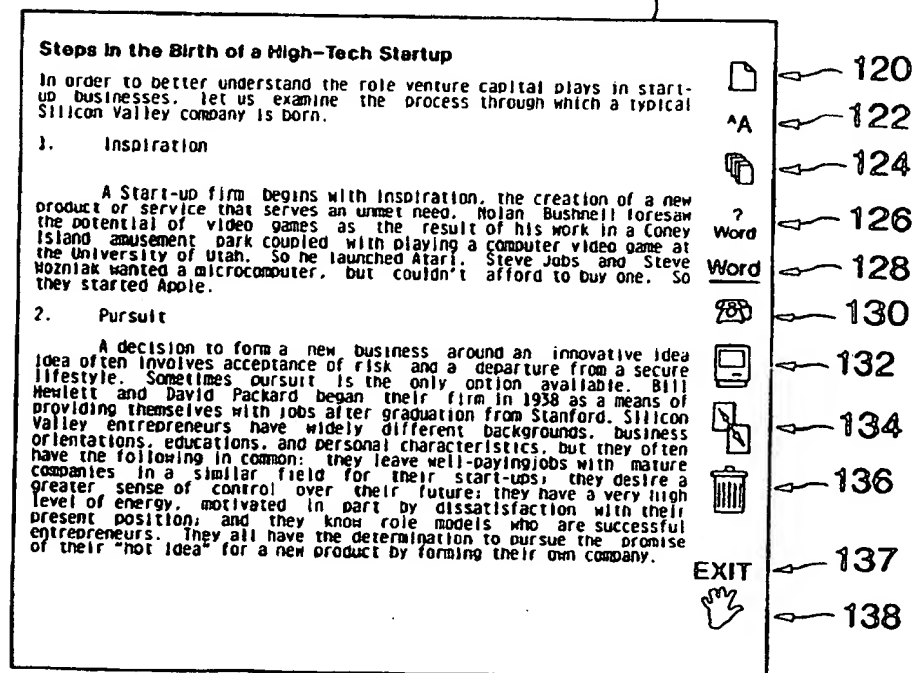 Steps in the Birth of a High-Tech Startup
In order to better understand the role venture capital plays in start-
up businesses, let us examine the process through which a typical
Silicon Valley company is born.
1. Inspiration
A Start-up firm begins with inspiration, the creation of a new
product or service that serves an unmet need. Nolan Bushnell foresaw
the potential of video games as the result of his work in a Coney
Island amusement park coupled with playing a computer video game at
the University of Utah. So he launched Atari. Steve Jobs and Steve
Wozniak wanted a microcomputer, but couldn't afford to buy one. So
they started Apple.
2. Pursuit
A decision to form a new business around an innovative idea
idea often involves acceptance of risk and a departure from a secure
lifestyle. Sometimes pursuit is the only option available. Bill
Hewlett and David Packard began their firm in 1938 as a means of
providing themselves with jobs after graduation from Stanford. Silicon
Valley entrepreneurs have widely different backgrounds, business
orientations, educations, and personal characteristics, but they often
have the following in common: they leave well-payingjobs with mature
companies in a similar field for their start-ups; they desire a
greater sense of control over their future; they have a very high
level of energy, motivated in part by dissatisfaction with their
present position; and they know role models who are successful
entrepreneurs. They all have the determination to pursue the promise
of their "hot idea" for a new product by forming their own company.
120
AA 122
124
?
Word 126
Word 128
130
132
134
136
EXIT 137
138